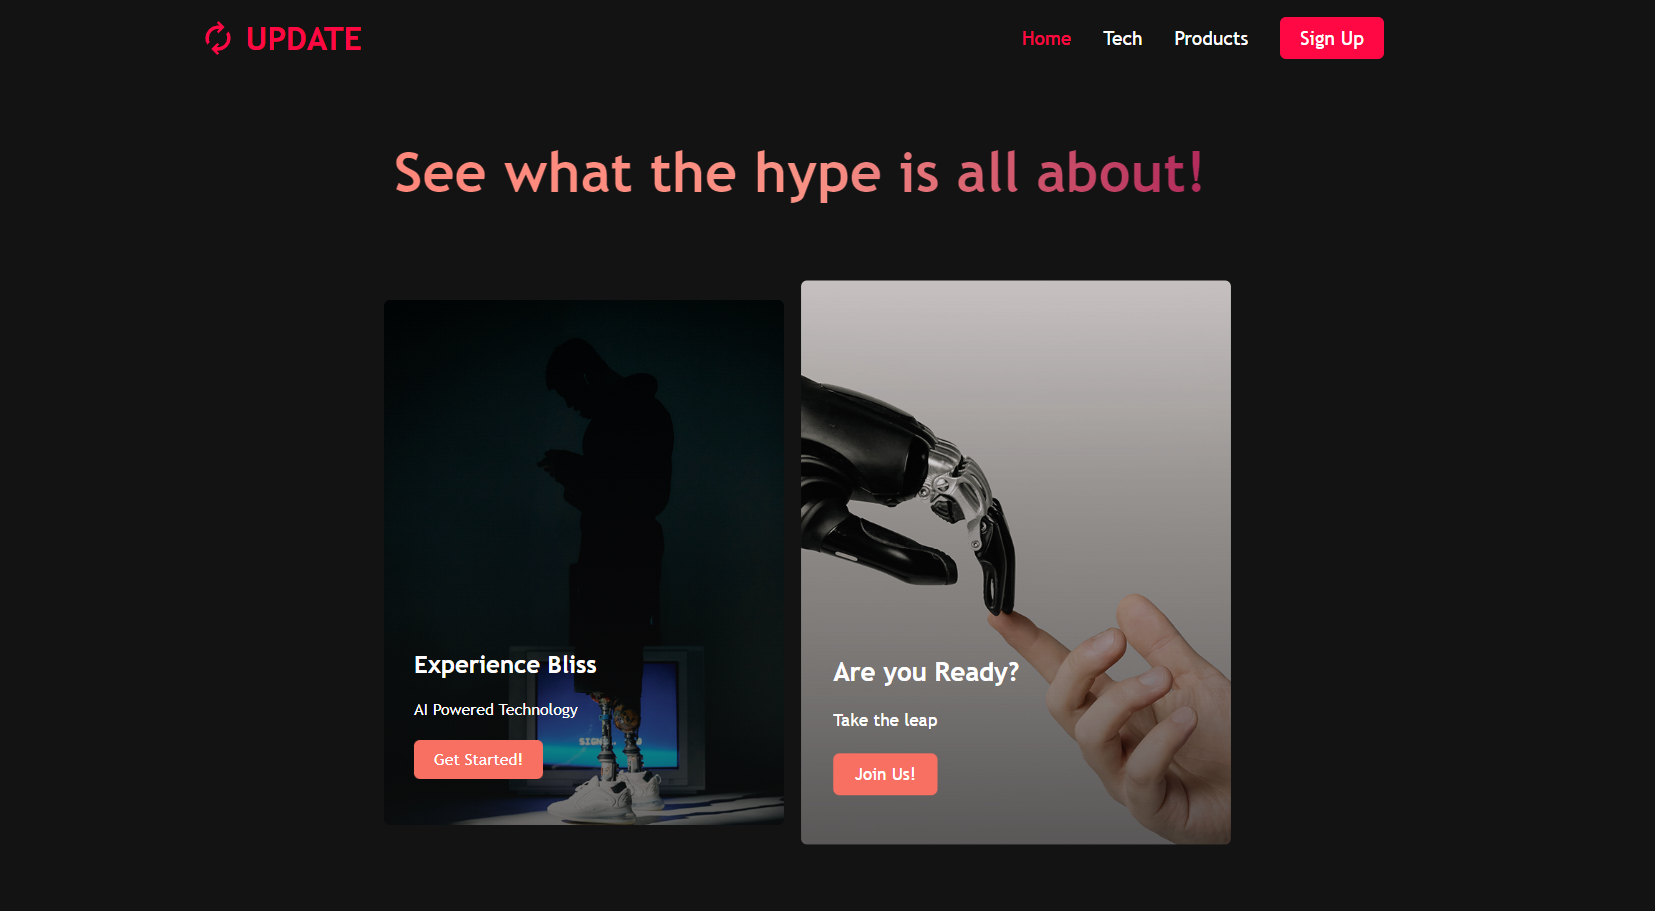 UPDATE
Home Tech Products Sign Up
See what the hype is all about!
Experience Bliss
AI Powered Technology
Get Started!
Are you Ready?
Take the leap
Join Us!